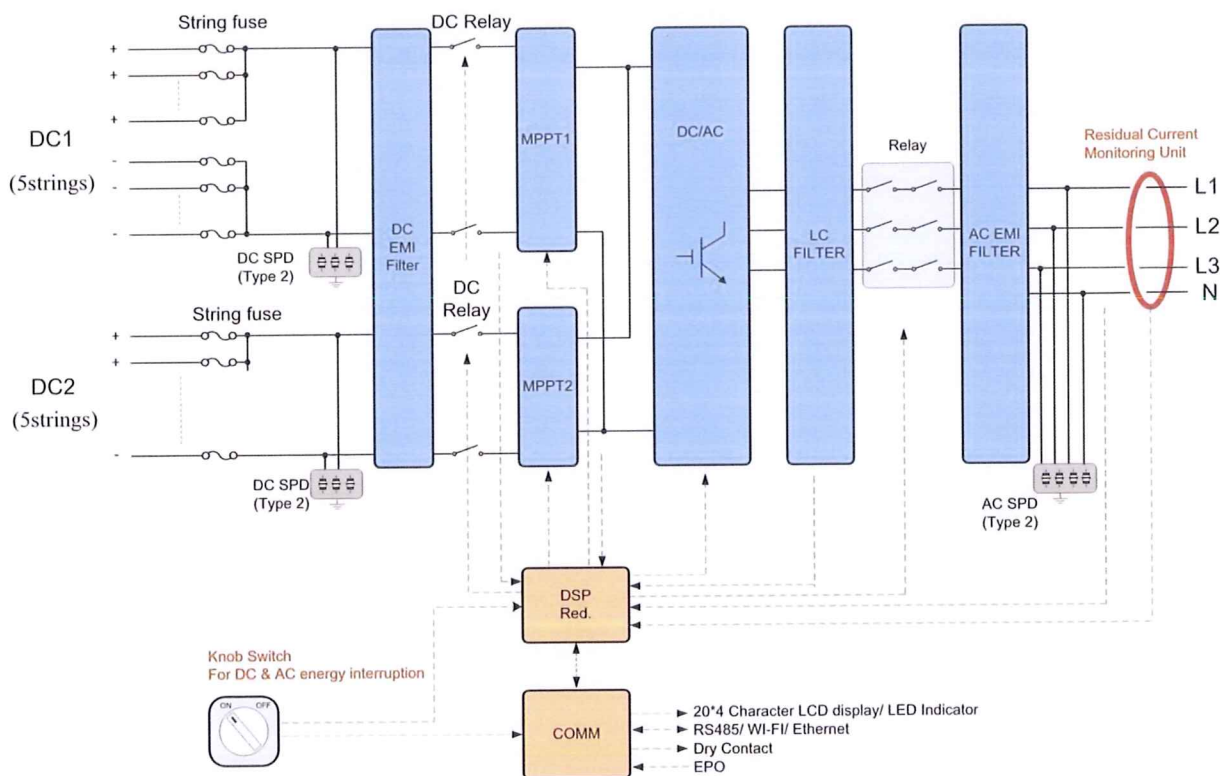 String fuse
DC Relay
+
+
+
-
-
-
DC1
(5strings)
DC SPD
(Type 2)
DC
EMI
Filter
MPPT1
DC/AC
LC
FILTER
Relay
AC EMI
FILTER
Residual Current
Monitoring Unit
L1
L2
L3
N
String fuse
DC
Relay
+
+
-
DC2
(5strings)
DC SPD
(Type 2)
MPPT2
AC SPD
(Type 2)
DSP
Red.
Knob Switch
For DC & AC energy interruption
ON
OFF
COMM
20*4 Character LCD display/ LED Indicator
RS485/ WI-FI/ Ethernet
Dry Contact
EPO